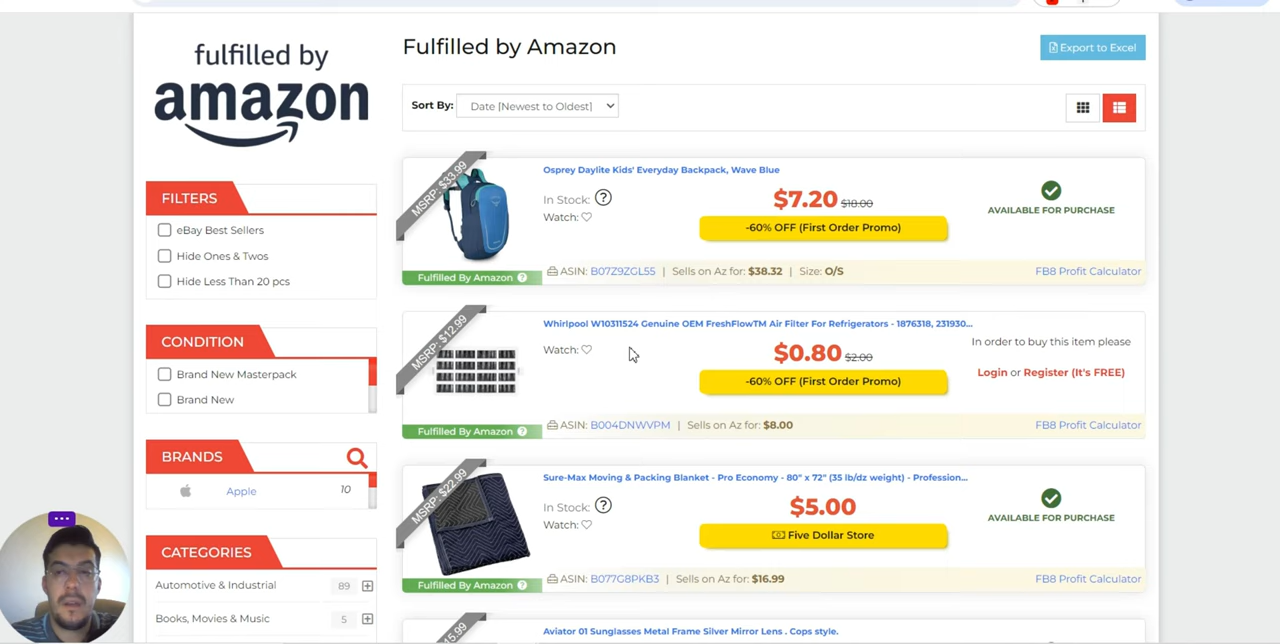 fulfilled by
amazon
Fulfilled by Amazon
Export to Excel
Sort By: Date [Newest to Oldest]
FILTERS
eBay Best Sellers
Hide Ones & Twos
Hide Less Than 20 pcs
CONDITION
Brand New Masterpack
Brand New
BRANDS
Apple 10
CATEGORIES
Automotive & Industrial 89
Books, Movies & Music 5
MSRP: $33.99
Osprey Daylite Kids' Everyday Backpack, Wave Blue
In Stock: ?
Watch:
$7.20 $18.00
-60% OFF (First Order Promo)
AVAILABLE FOR PURCHASE
Fulfilled By Amazon ?
ASIN: B07Z9ZGL55 | Sells on Az for: $38.32 | Size: O/S
FB8 Profit Calculator
MSRP: $12.99
Whirlpool W10311524 Genuine OEM FreshFlowTM Air Filter For Refrigerators - 1876318, 231930...
Watch:
$0.80 $2.00
-60% OFF (First Order Promo)
In order to buy this item please
Login or Register (It's FREE)
Fulfilled By Amazon ?
ASIN: B004DNWVPM | Sells on Az for: $8.00
FB8 Profit Calculator
MSRP: $22.99
Sure-Max Moving & Packing Blanket - Pro Economy - 80" x 72" (35 lb/dz weight) - Profession...
In Stock: ?
Watch:
$5.00
Five Dollar Store
AVAILABLE FOR PURCHASE
Fulfilled By Amazon ?
ASIN: B077G8PKB3 | Sells on Az for: $16.99
FB8 Profit Calculator
Aviator 01 Sunglasses Metal Frame Silver Mirror Lens . Cops style.